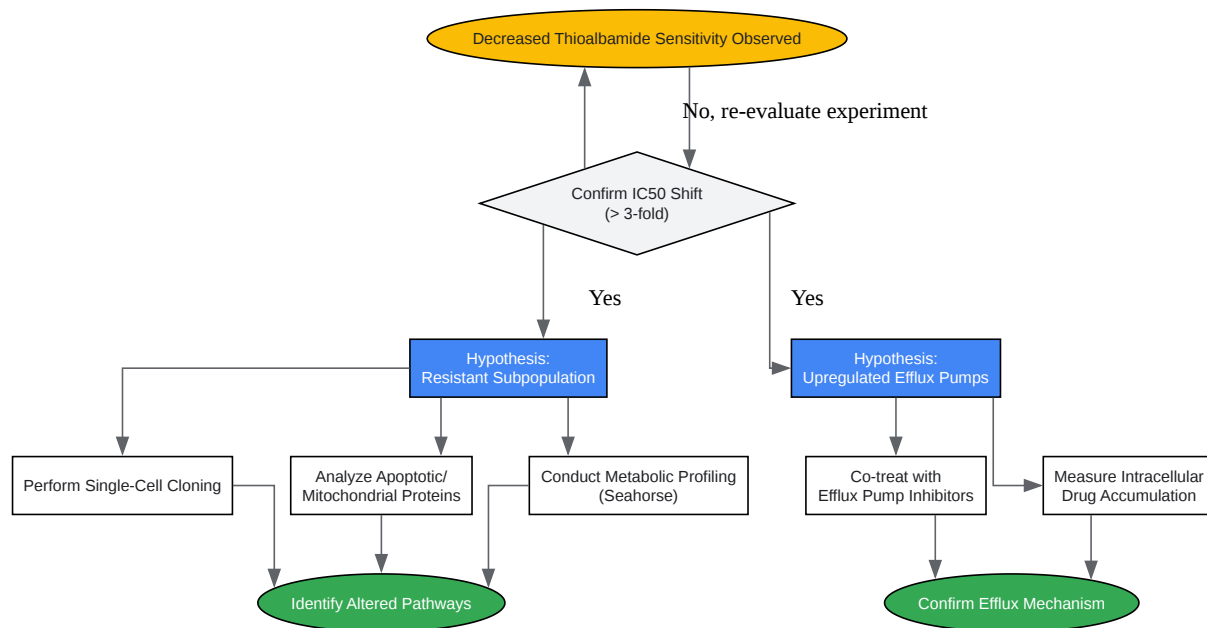 Decreased Thioalbamide Sensitivity Observed
No, re-evaluate experiment
Confirm IC50 Shift
(> 3-fold)
Yes
Yes
Hypothesis:
Resistant Subpopulation
Hypothesis:
Upregulated Efflux Pumps
Perform Single-Cell Cloning
Analyze Apoptotic/
Mitochondrial Proteins
Conduct Metabolic Profiling
(Seahorse)
Co-treat with
Efflux Pump Inhibitors
Measure Intracellular
Drug Accumulation
Identify Altered Pathways
Confirm Efflux Mechanism